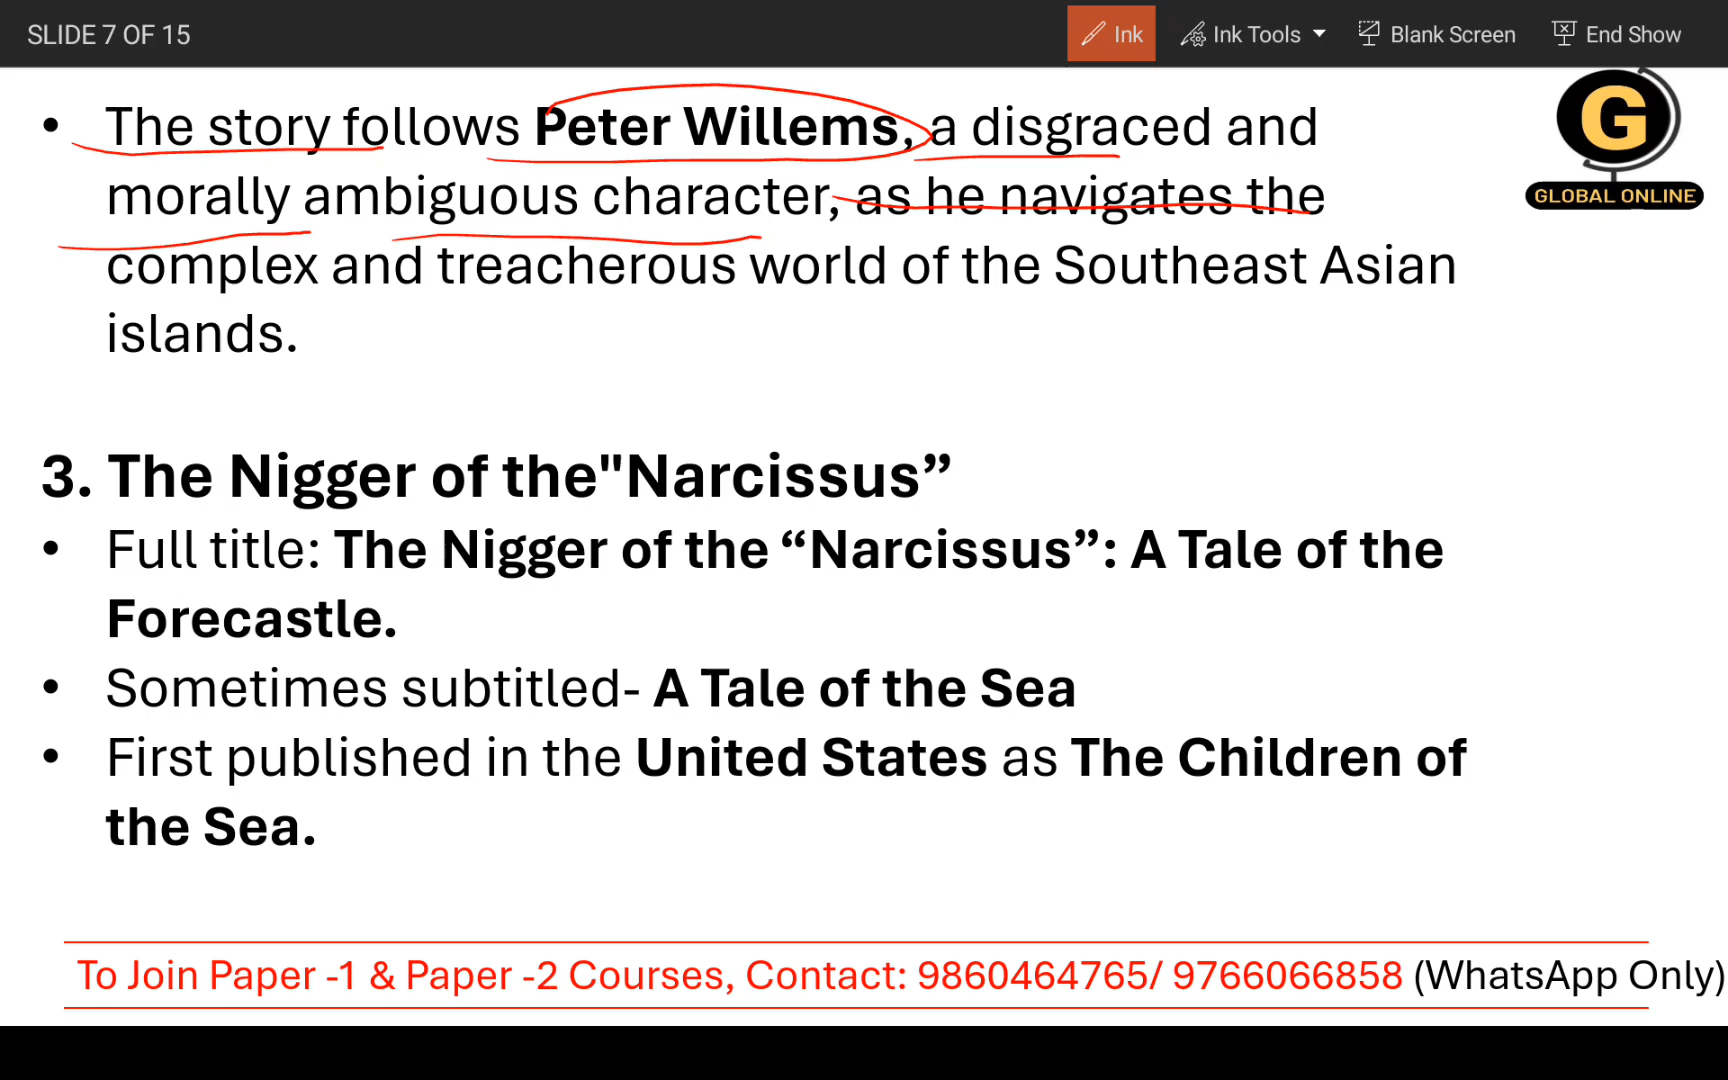 SLIDE 7 OF 15
Ink
Ink Tools
Blank Screen
End Show
• The story follows Peter Willems, a disgraced and
morally ambiguous character, as he navigates the
complex and treacherous world of the Southeast Asian
islands.
G
GLOBAL ONLINE
3. The Nigger of the"Narcissus”
• Full title: The Nigger of the “Narcissus”: A Tale of the
Forecastle.
• Sometimes subtitled- A Tale of the Sea
• First published in the United States as The Children of
the Sea.
To Join Paper -1 & Paper -2 Courses, Contact: 9860464765/ 9766066858 (WhatsApp Only)